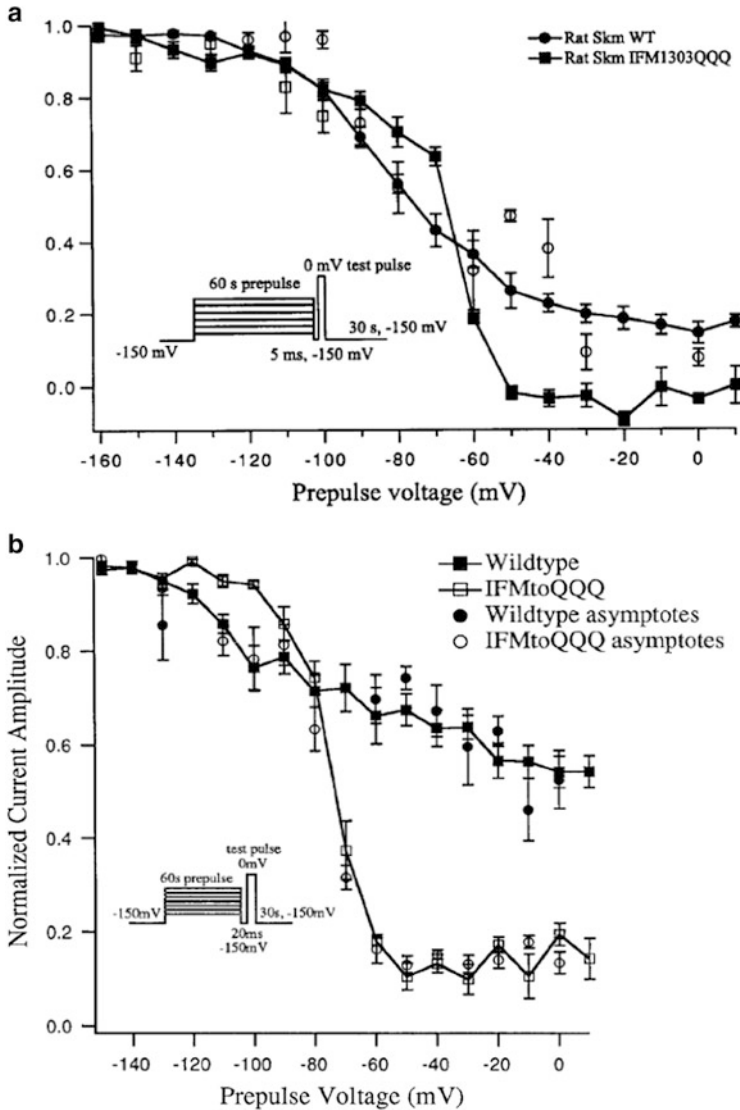 a
Rat Skm WT
Rat Skm IFM1303QQQ
1.0
0.8
0.6
0.4
0.2
0.0
0 mV test pulse
60 s prepulse
30 s, -150 mV
-150 mV
5 ms, -150 mV
-160 -140 -120 -100 -80 -60 -40 -20 0
Prepulse voltage (mV)
b
Wildtype
IFMtoQQQ
Wildtype asymptotes
IFMtoQQQ asymptotes
Normalized Current Amplitude
1.0
0.8
0.6
0.4
0.2
0.0
test pulse
0mV
60s prepulse
-150mV
30s, -150mV
20ms
-150mV
-140 -120 -100 -80 -60 -40 -20 0
Prepulse Voltage (mV)